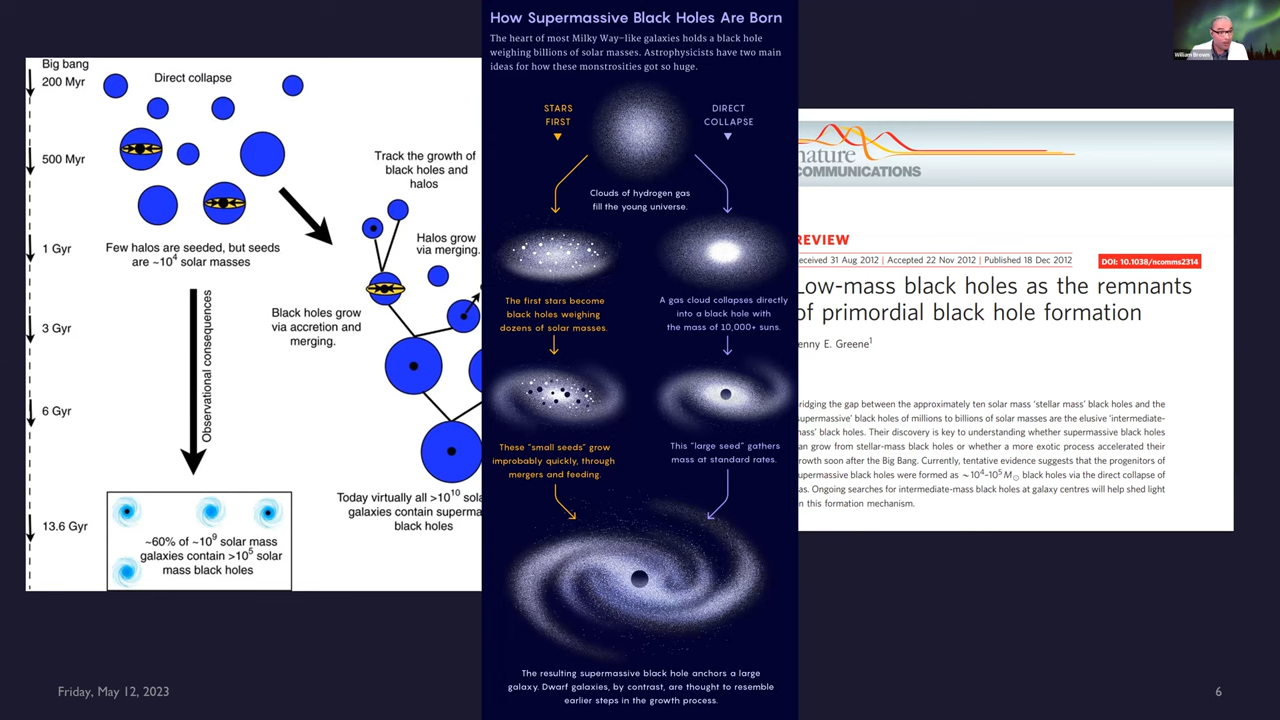 Big bang
200 Myr
500 Myr
1 Gyr
3 Gyr
6 Gyr
13.6 Gyr
Direct collapse
Few halos are seeded, but seeds
are ~10⁴ solar masses
Observational consequences
~60% of ~10⁹ solar mass
galaxies contain >10⁵ solar
mass black holes
Track the growth of
black holes and
halos
Halos grow
via merging.
Black holes grow
via accretion and
merging.
Today virtually all >10¹⁰ sola
galaxies contain superma
black holes
How Supermassive Black Holes Are Born
The heart of most Milky Way–like galaxies holds a black hole
weighing billions of solar masses. Astrophysicists have two main
ideas for how these monstrosities got so huge.
STARS
FIRST
DIRECT
COLLAPSE
Clouds of hydrogen gas
fill the young universe.
The first stars become
black holes weighing
dozens of solar masses.
A gas cloud collapses directly
into a black hole with
the mass of 10,000+ suns.
These "small seeds" grow
improbably quickly, through
mergers and feeding.
This "large seed" gathers
mass at standard rates.
The resulting supermassive black hole anchors a large
galaxy. Dwarf galaxies, by contrast, are thought to resemble
earlier steps in the growth process.
William Brown
nature
COMMUNICATIONS
REVIEW
eceived 31 Aug 2012 | Accepted 22 Nov 2012 | Published 18 Dec 2012
DOI: 10.1038/ncomms2314
Low-mass black holes as the remnants
of primordial black hole formation
enny E. Greene¹
ridging the gap between the approximately ten solar mass 'stellar mass' black holes and the
supermassive' black holes of millions to billions of solar masses are the elusive 'intermediate-
mass' black holes. Their discovery is key to understanding whether supermassive black holes
an grow from stellar-mass black holes or whether a more exotic process accelerated their
rowth soon after the Big Bang. Currently, tentative evidence suggests that the progenitors of
upermassive black holes were formed as ~10⁴-10⁵ M☉ black holes via the direct collapse of
as. Ongoing searches for intermediate-mass black holes at galaxy centres will help shed light
n this formation mechanism.
Friday, May 12, 2023
6